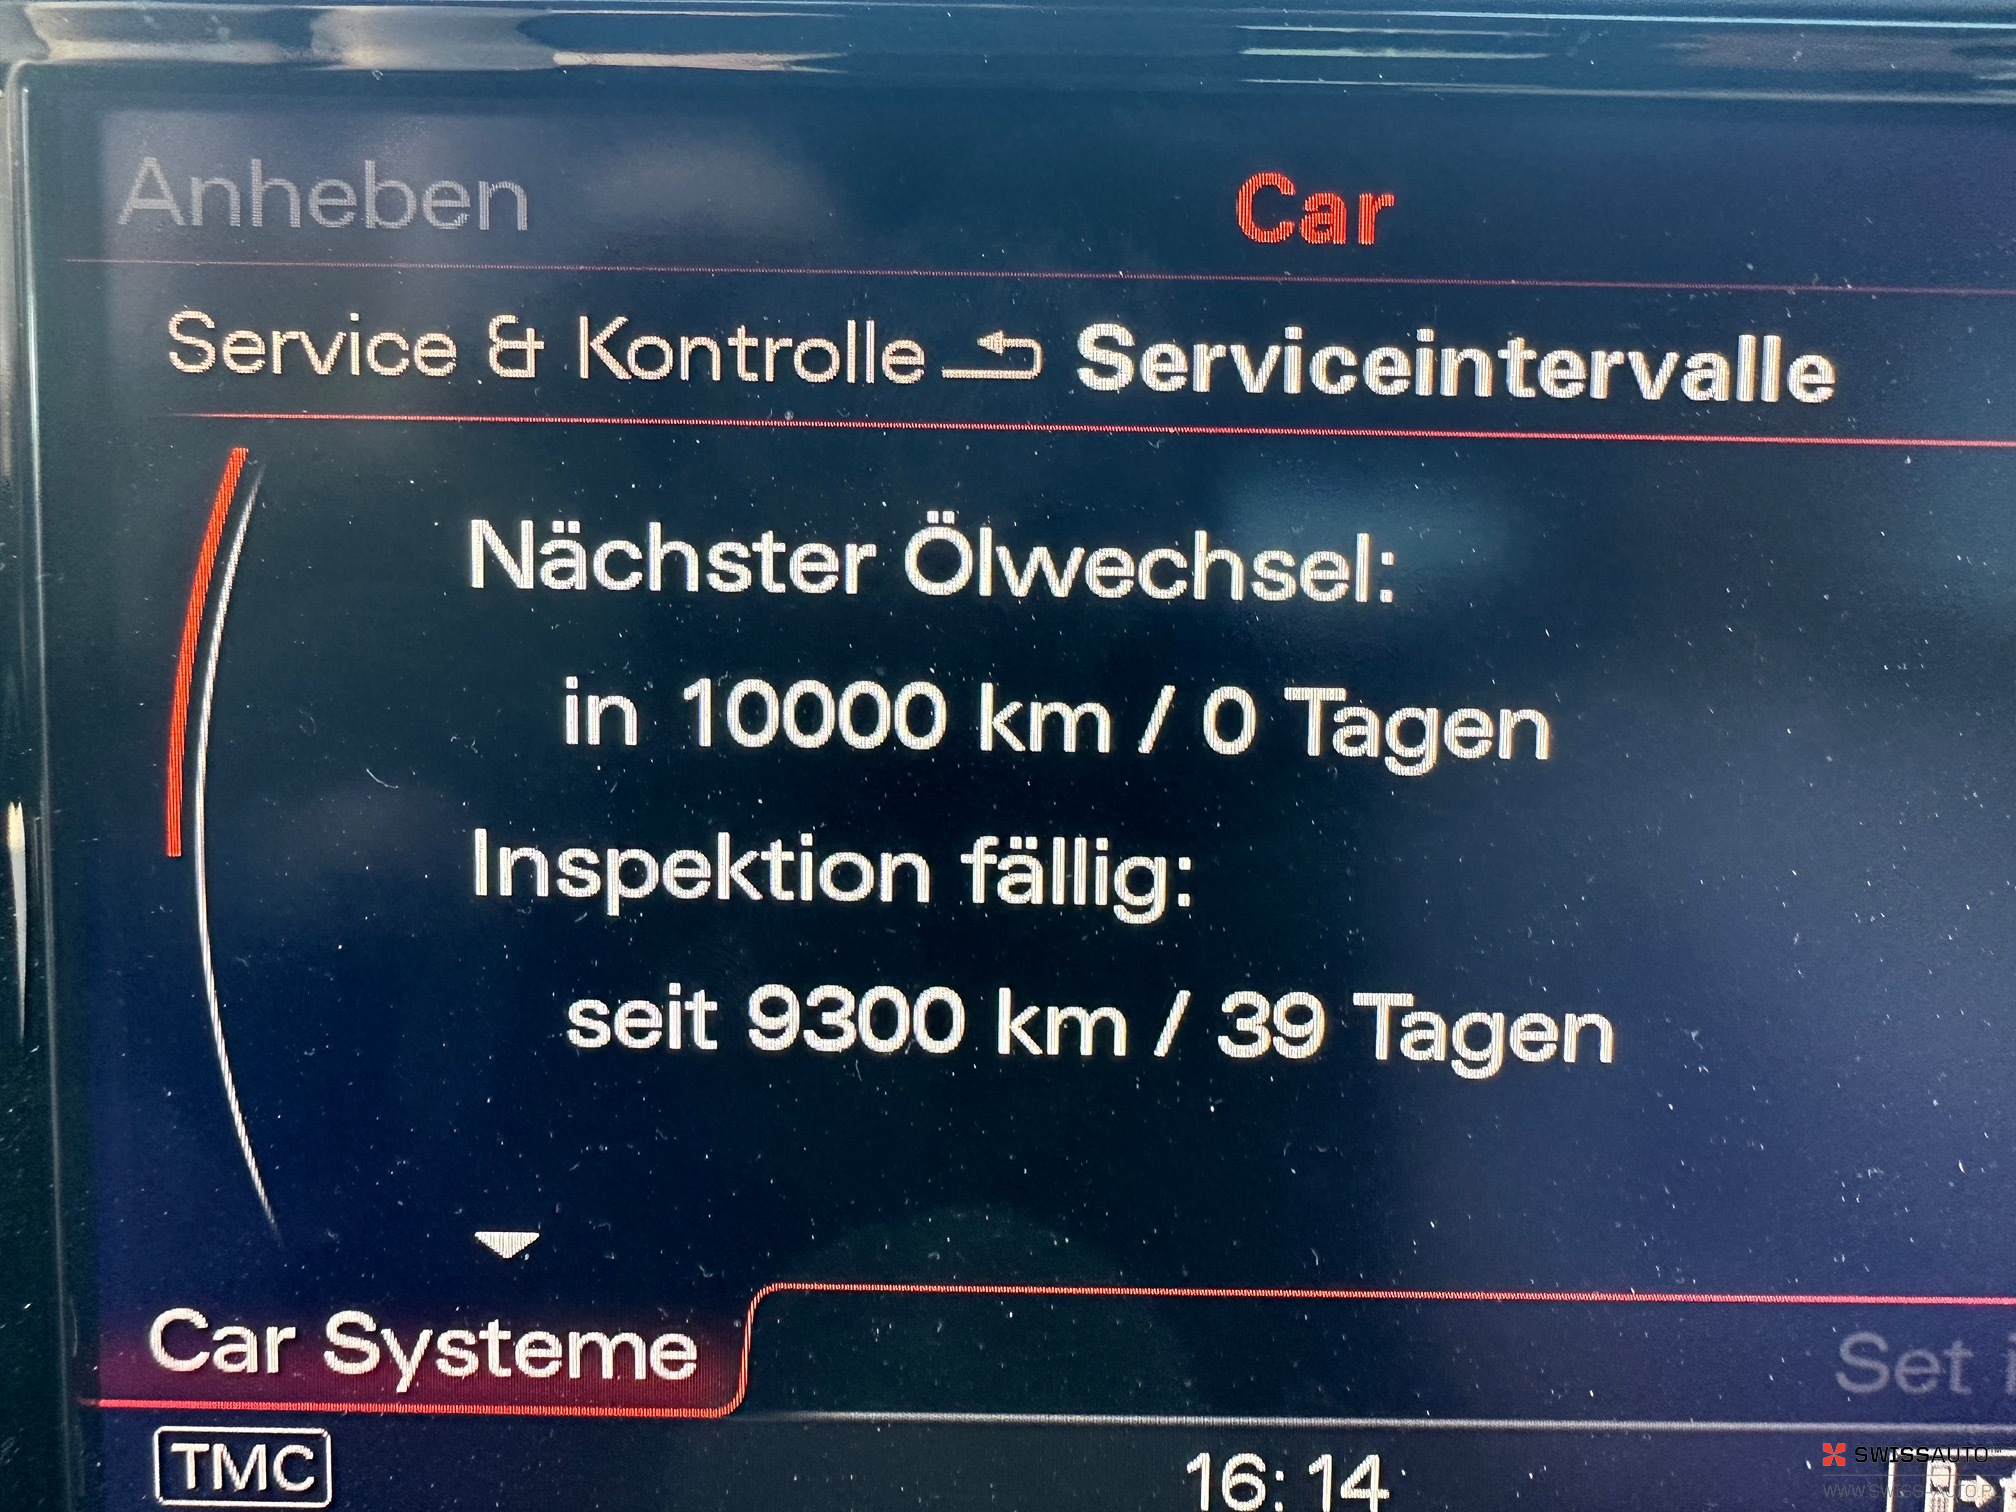 Anheben
Car
Service & Kontrolle Serviceintervalle
Nächster Ölwechsel:
in 10000 km / 0 Tagen
Inspektion fällig:
seit 9300 km / 39 Tagen
Car Systeme
Set
TMC
16:14
SWISSAUTO